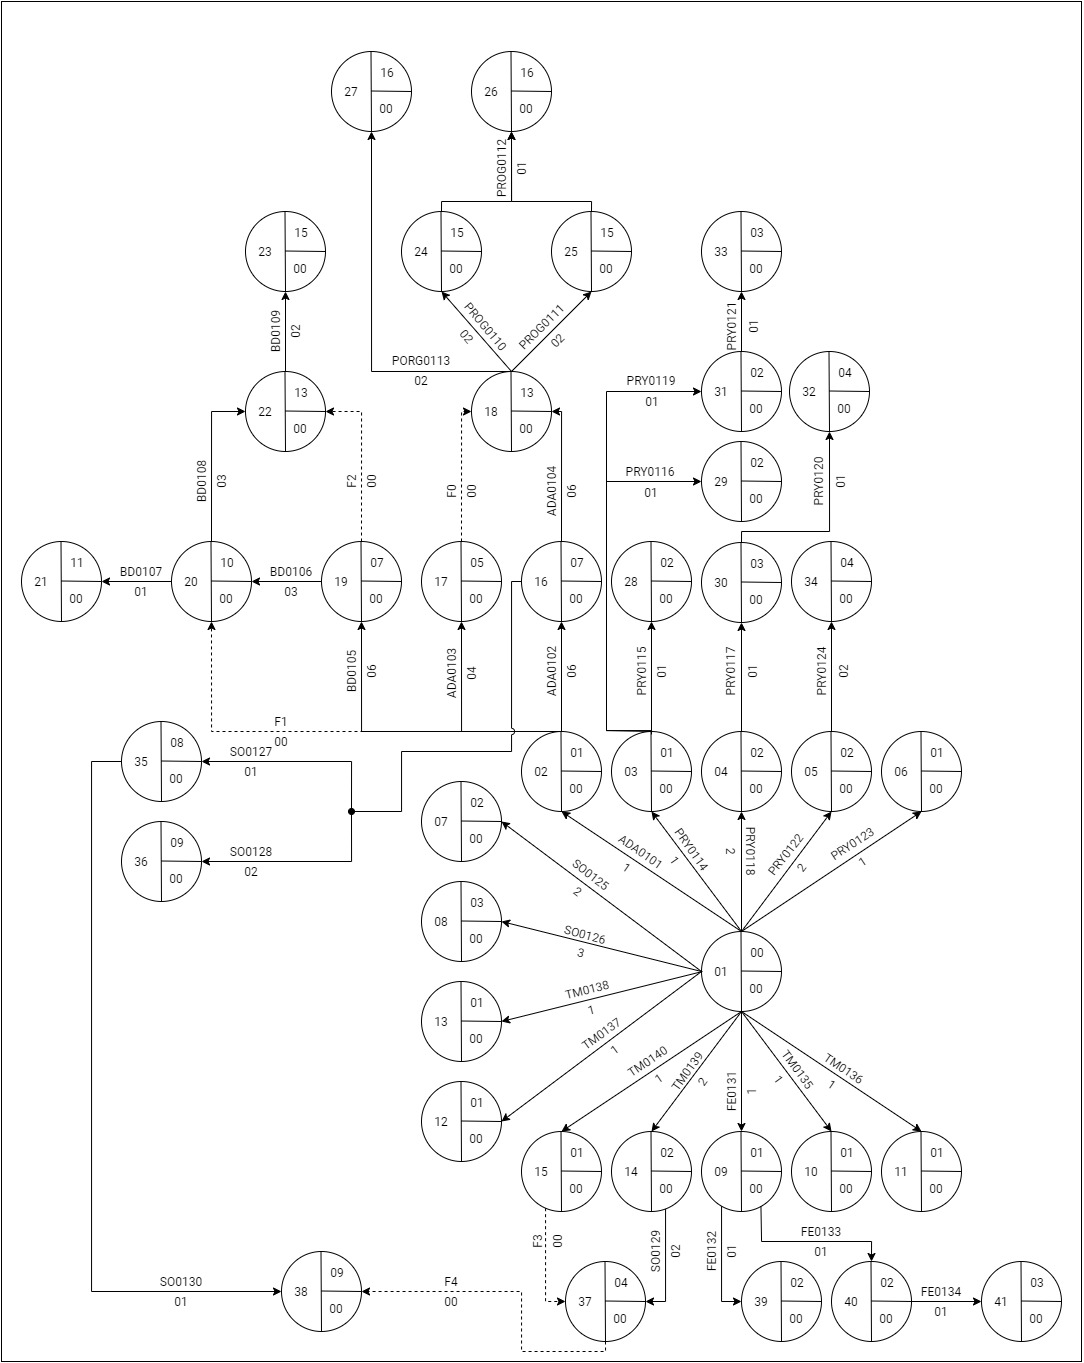 27 16 00
26 16 00
PROG0112 01
23 15 00
24 15 00
25 15 00
33 03 00
BD0109 02
PROG0110 02
PROG0111 02
PRY0121 01
PORG0113 02
22 13 00
18 13 00
PRY0119 01
31 02 00
32 04 00
BD0108 03
F2 00
F0 00
ADA0104 06
PRY0116 01
29 02 00
PRY0120 01
21 11 00
BD0107 01
20 10 00
BD0106 03
19 07 00
17 05 00
16 07 00
28 02 00
30 03 00
34 04 00
BD0105 06
ADA0103 04
ADA0102 06
PRY0115 01
PRY0117 01
PRY0124 02
F1 00
35 08 00
SO0127 01
02 01 00
03 01 00
04 02 00
05 02 00
06 01 00
07 02 00
36 09 00
SO0128 02
ADA0101 1
PRY0114 1
PRY0118 2
PRY0122 2
PRY0123 1
SO0125 2
08 03 00
SO0126 3
01 00 00
13 01 00
TM0138 1
TM0137 1
12 01 00
TM0140 1
TM0139 2
FE0131 1
TM0135 1
TM0136 1
15 01 00
14 02 00
09 01 00
10 01 00
11 01 00
F3 00
SO0129 02
FE0132 01
FE0133 01
SO0130 01
38 09 00
F4 00
37 04 00
39 02 00
40 02 00
FE0134 01
41 03 00